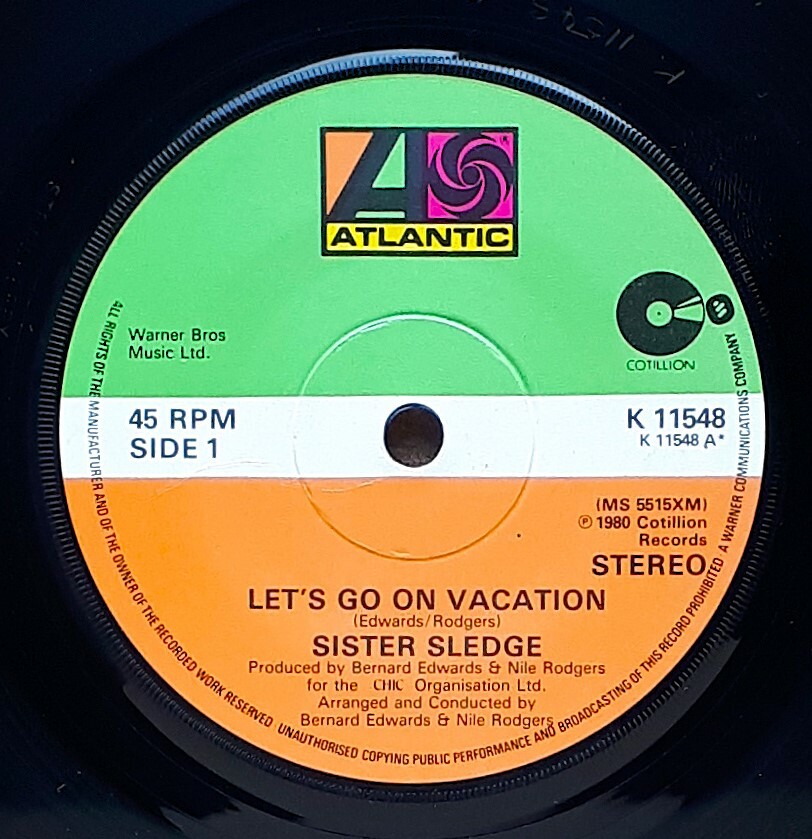 K 11548
ATLANTIC
COTILLION
Warner Bros
Music Ltd.
45 RPM
SIDE 1
K 11548
K 11548 A*
(MS 5515XM)
℗ 1980 Cotillion
Records
STEREO
LET'S GO ON VACATION
(Edwards/Rodgers)
SISTER SLEDGE
Produced by Bernard Edwards & Nile Rodgers
for the CHIC Organisation Ltd.
Arranged and Conducted by
Bernard Edwards & Nile Rodgers
ALL RIGHTS OF THE MANUFACTURER AND OF THE OWNER OF THE RECORDED WORK RESERVED UNAUTHORISED COPYING PUBLIC PERFORMANCE AND BROADCASTING OF THIS RECORD PROHIBITED A WARNER COMMUNICATIONS COMPANY